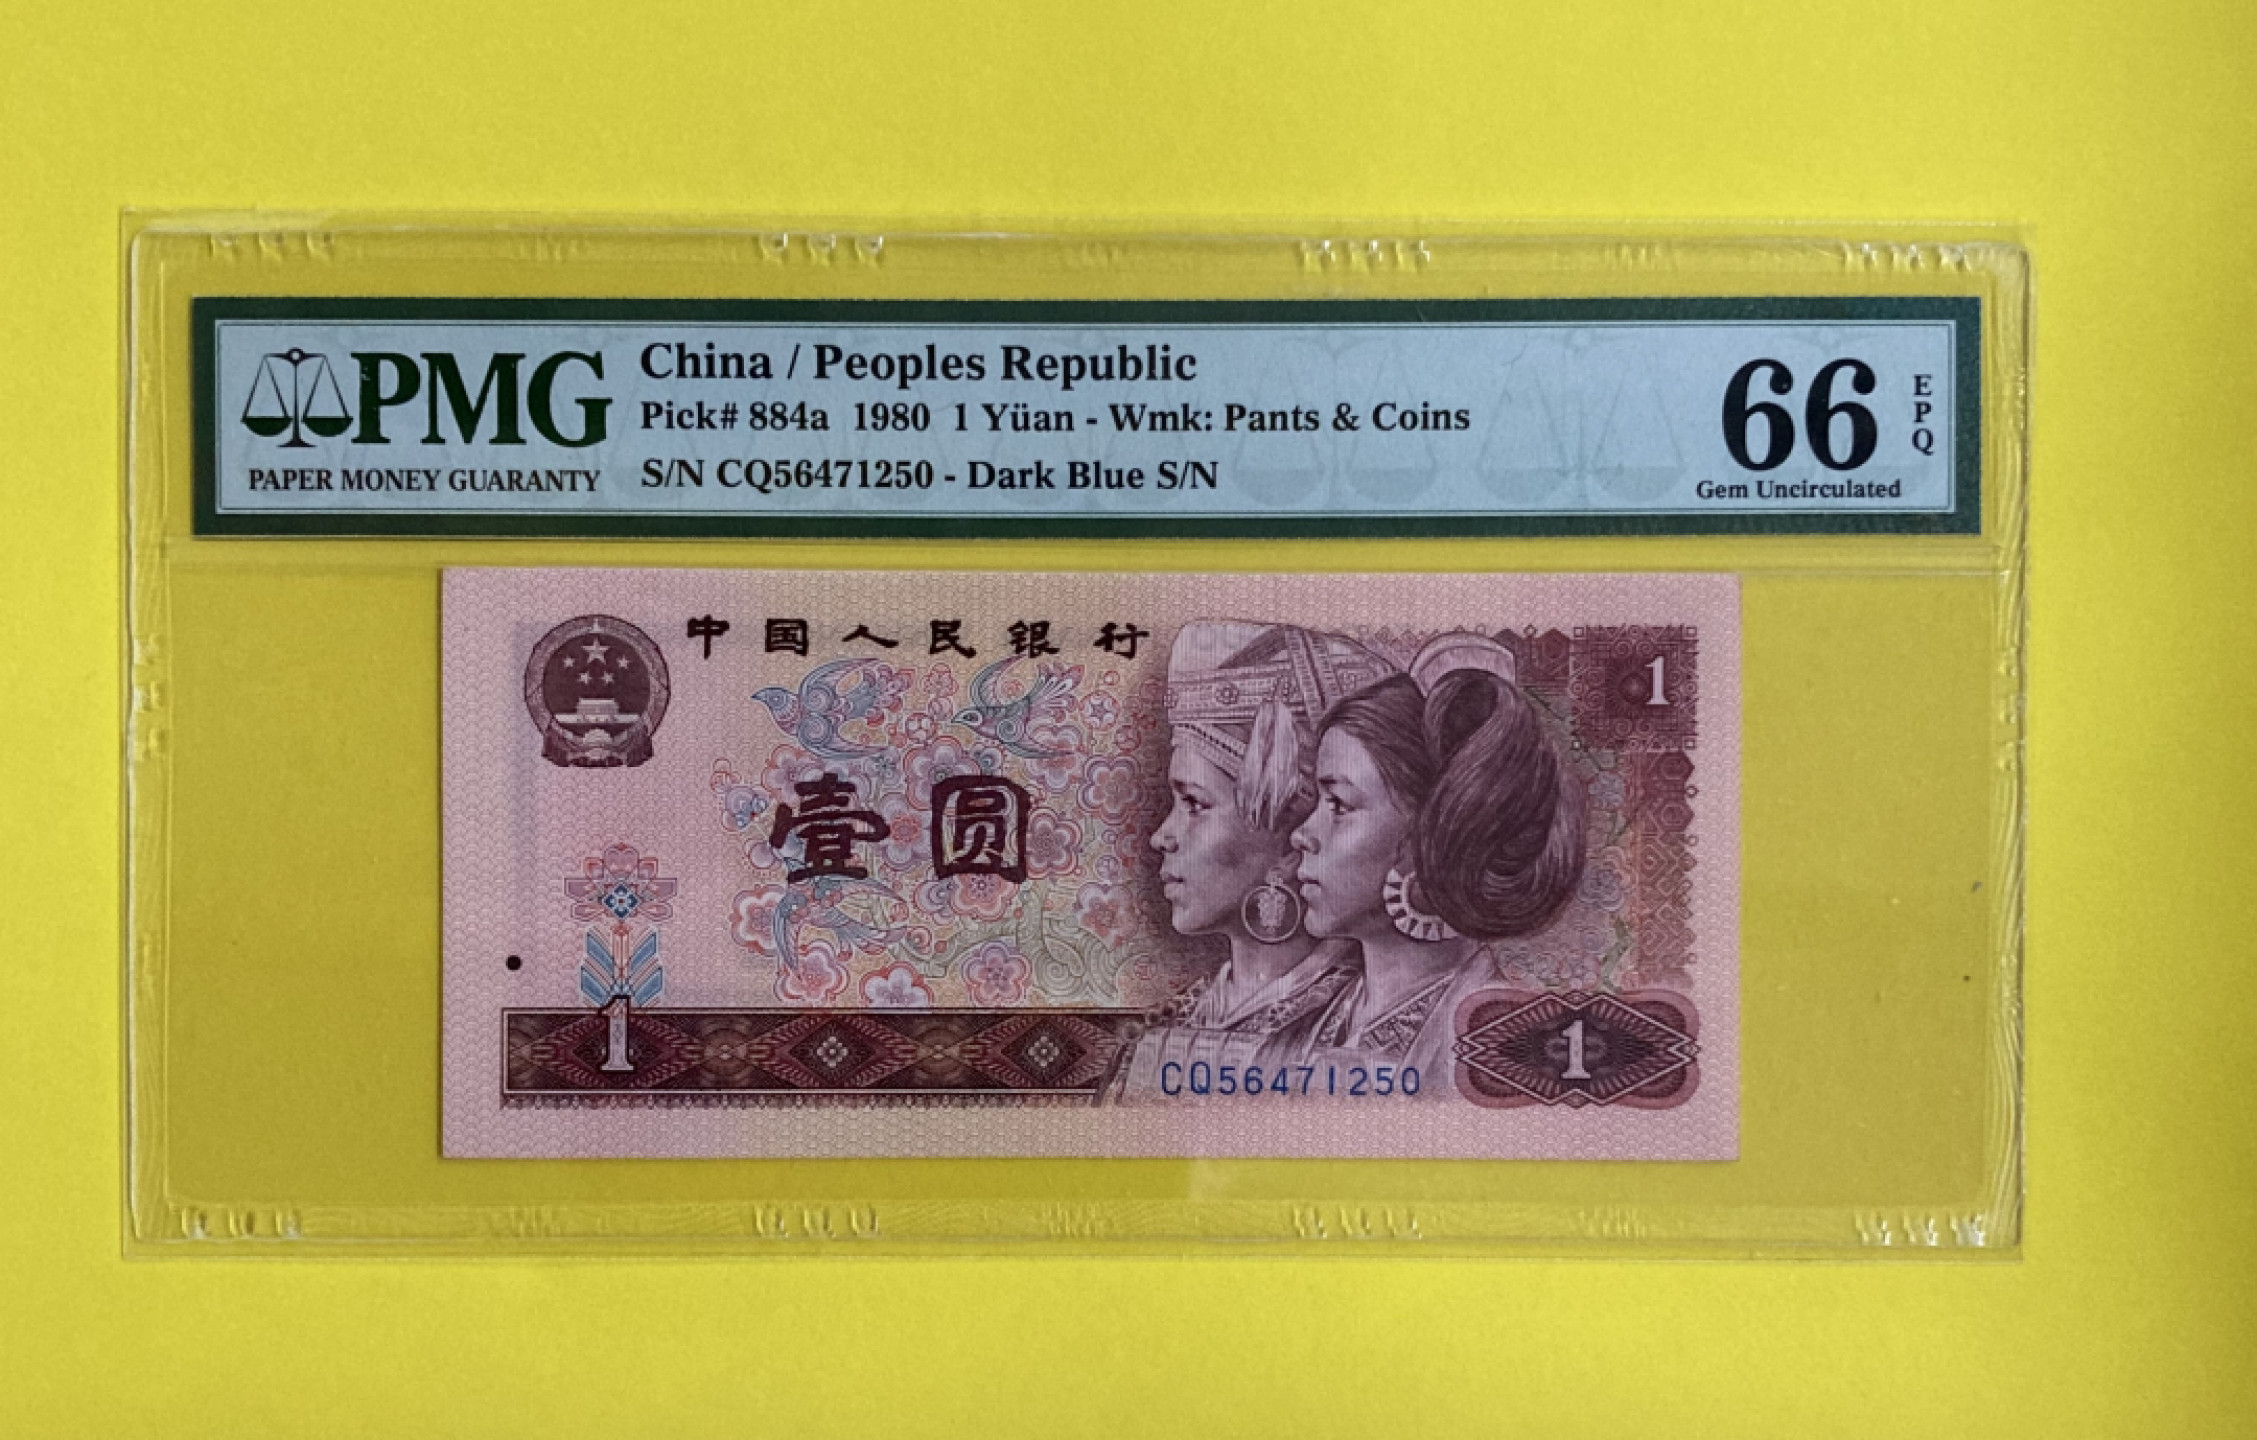 PMG
PAPER MONEY GUARANTY
China / Peoples Republic
Pick# 884a 1980 1 Yüan - Wmk: Pants & Coins
S/N CQ56471250 - Dark Blue S/N
66
EPQ
Gem Uncirculated
中国人民银行
1
壹圆
1
1
CQ56471250